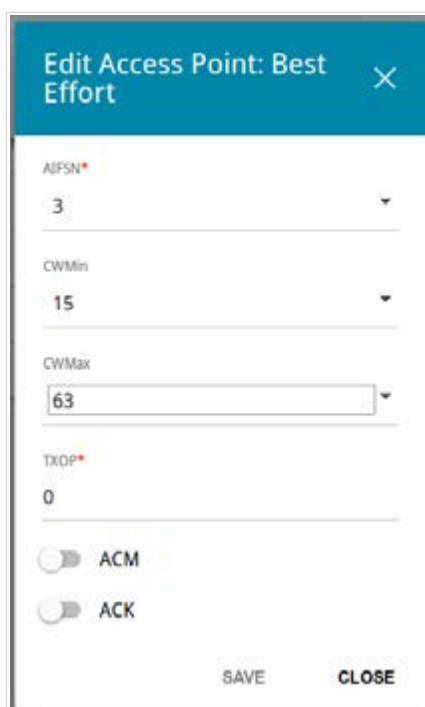 Edit Access Point: Best
Effort
AIFSN*
3
CWMin
15
CWMax
63
TXOP*
0
ACM
ACK
SAVE CLOSE